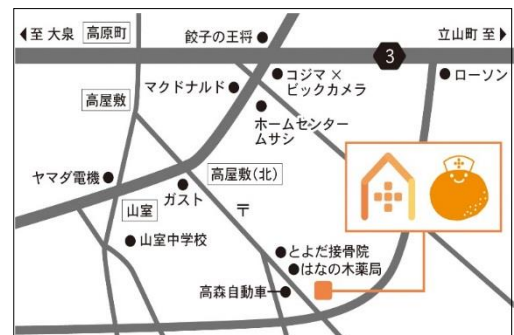 ◀至 大泉
高原町
餃子の王将
立山町 至▶
3
マクドナルド
コジマ ×
ビックカメラ
ローソン
高屋敷
ホームセンター
ムサシ
ヤマダ電機
高屋敷(北)
ガスト
山室
〒
山室中学校
とよだ接骨院
はなの木薬局
高森自動車